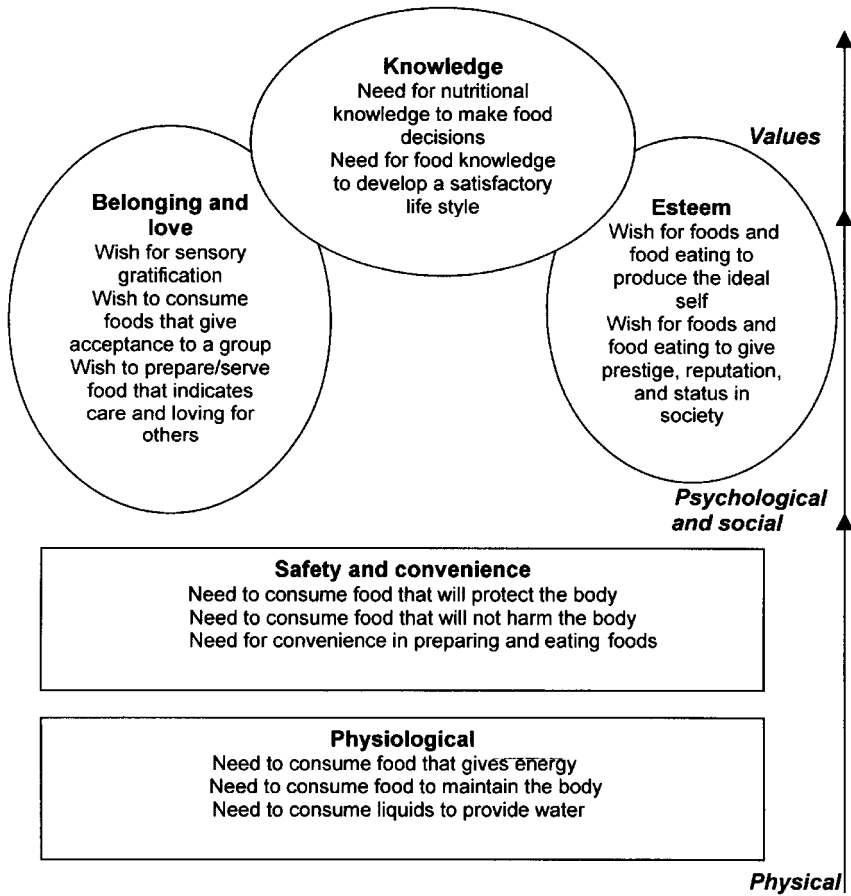 Knowledge
Need for nutritional
knowledge to make food
decisions
Need for food knowledge
to develop a satisfactory
life style
Values
Belonging and
love
Wish for sensory
gratification
Wish to consume
foods that give
acceptance to a group
Wish to prepare/serve
food that indicates
care and loving for
others
Esteem
Wish for foods and
food eating to
produce the ideal
self
Wish for foods and
food eating to give
prestige, reputation,
and status in
society
Psychological
and social
Safety and convenience
Need to consume food that will protect the body
Need to consume food that will not harm the body
Need for convenience in preparing and eating foods
Physiological
Need to consume food that gives energy
Need to consume food to maintain the body
Need to consume liquids to provide water
Physical